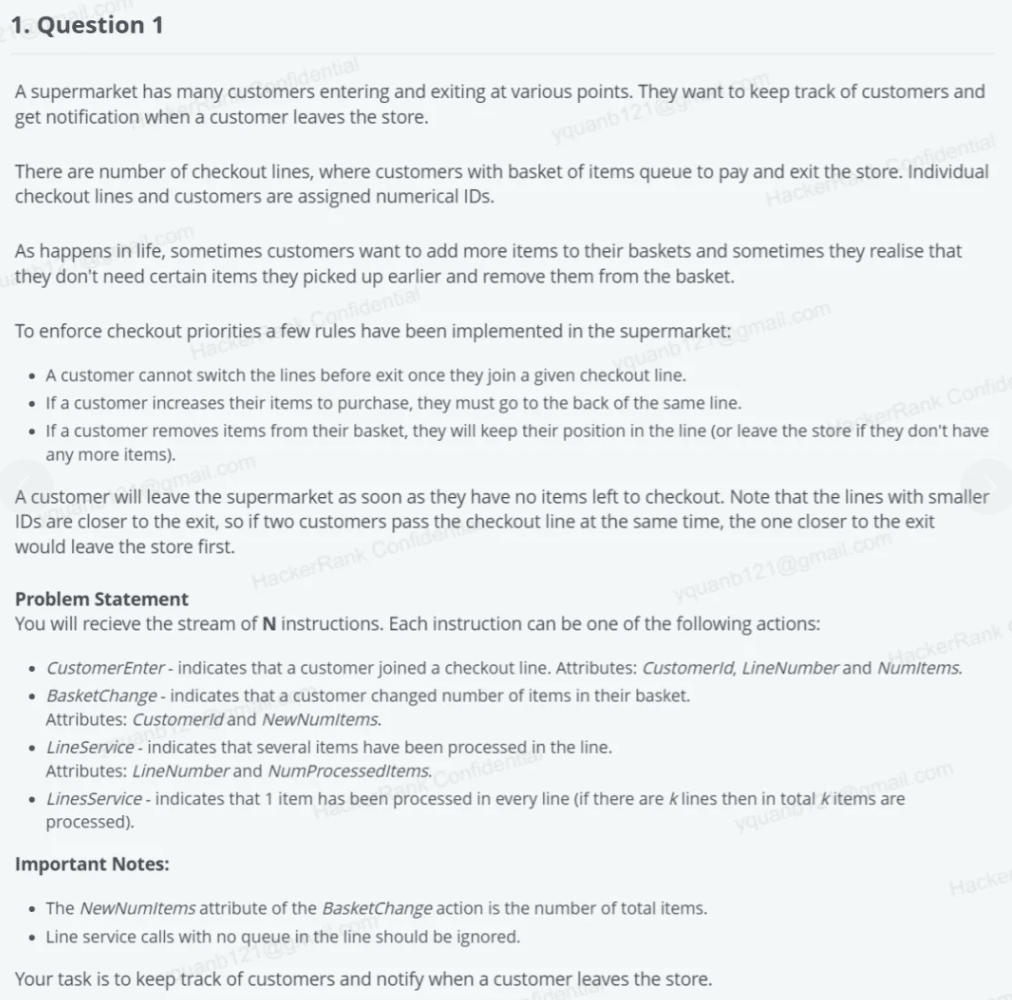 1. Question 1
A supermarket has many customers entering and exiting at various points. They want to keep track of customers and
get notification when a customer leaves the store.
There are number of checkout lines, where customers with basket of items queue to pay and exit the store. Individual
checkout lines and customers are assigned numerical IDs.
As happens in life, sometimes customers want to add more items to their baskets and sometimes they realise that
they don't need certain items they picked up earlier and remove them from the basket.
To enforce checkout priorities a few rules have been implemented in the supermarket:
• A customer cannot switch the lines before exit once they join a given checkout line.
• If a customer increases their items to purchase, they must go to the back of the same line.
• If a customer removes items from their basket, they will keep their position in the line (or leave the store if they don't have
any more items).
A customer will leave the supermarket as soon as they have no items left to checkout. Note that the lines with smaller
IDs are closer to the exit, so if two customers pass the checkout line at the same time, the one closer to the exit
would leave the store first.
Problem Statement
You will recieve the stream of N instructions. Each instruction can be one of the following actions:
• CustomerEnter - indicates that a customer joined a checkout line. Attributes: CustomerId, LineNumber and NumItems.
• BasketChange - indicates that a customer changed number of items in their basket.
Attributes: CustomerId and NewNumItems.
• LineService - indicates that several items have been processed in the line.
Attributes: LineNumber and NumProcessedItems.
• LinesService - indicates that 1 item has been processed in every line (if there are k lines then in total k items are
processed).
Important Notes:
• The NewNumItems attribute of the BasketChange action is the number of total items.
• Line service calls with no queue in the line should be ignored.
Your task is to keep track of customers and notify when a customer leaves the store.
HackerRank Confidential
yquanb121@gmail.com